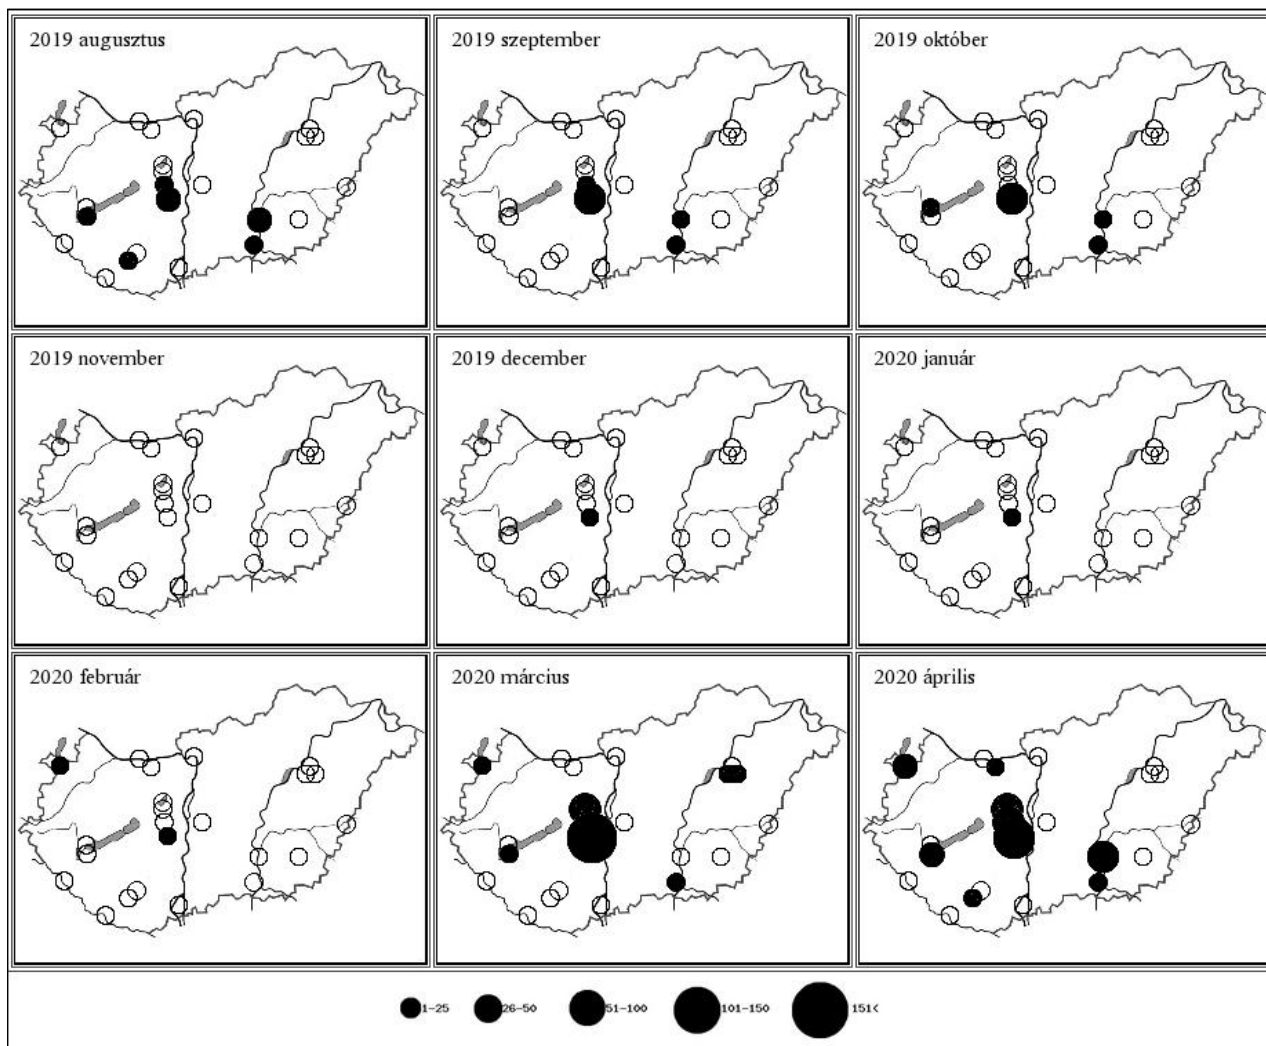 2019 augusztus
2019 szeptember
2019 október
2019 november
2019 december
2020 január
2020 február
2020 március
2020 április
1-25 26-50 51-100 101-150 151<